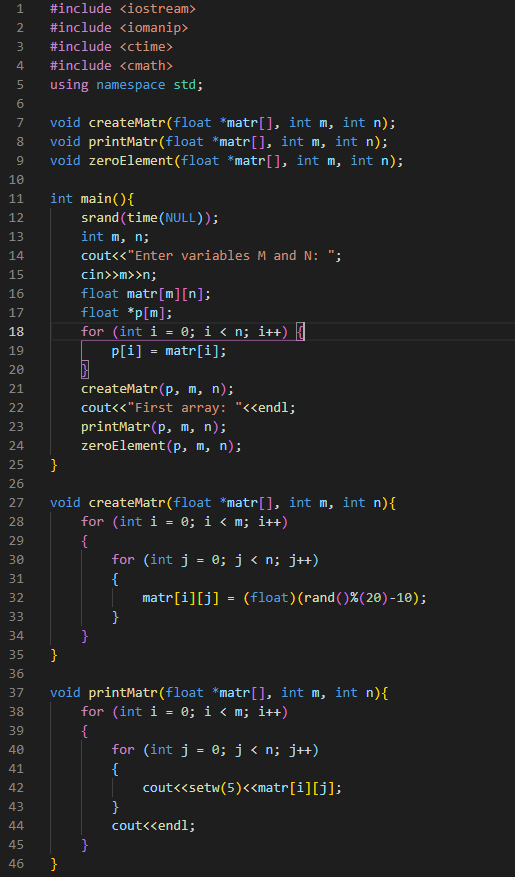 1 #include <iostream>
2 #include <iomanip>
3 #include <ctime>
4 #include <cmath>
5 using namespace std;
6
7 void createMatr(float *matr[], int m, int n);
8 void printMatr(float *matr[], int m, int n);
9 void zeroElement(float *matr[], int m, int n);
10
11 int main(){
12     srand(time(NULL));
13     int m, n;
14     cout<<"Enter variables M and N: ";
15     cin>>m>>n;
16     float matr[m][n];
17     float *p[m];
18     for (int i = 0; i < n; i++) {
19         p[i] = matr[i];
20     }
21     createMatr(p, m, n);
22     cout<<"First array: "<<endl;
23     printMatr(p, m, n);
24     zeroElement(p, m, n);
25 }
26
27 void createMatr(float *matr[], int m, int n){
28     for (int i = 0; i < m; i++)
29     {
30         for (int j = 0; j < n; j++)
31         {
32             matr[i][j] = (float)(rand()%(20)-10);
33         }
34     }
35 }
36
37 void printMatr(float *matr[], int m, int n){
38     for (int i = 0; i < m; i++)
39     {
40         for (int j = 0; j < n; j++)
41         {
42             cout<<setw(5)<<matr[i][j];
43         }
44         cout<<endl;
45     }
46 }